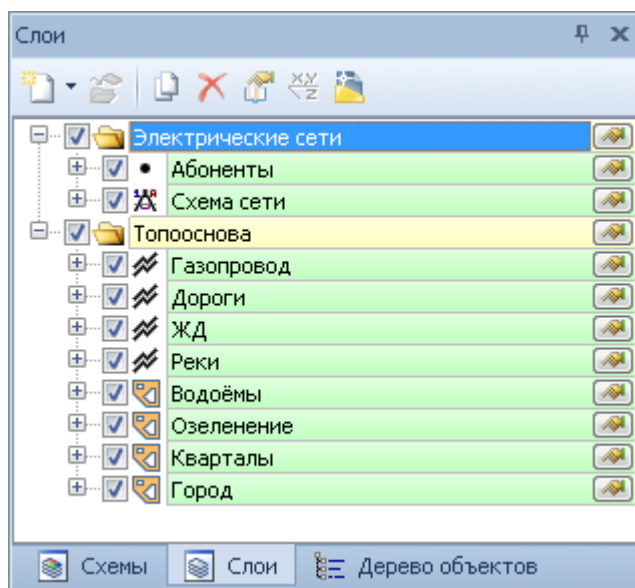 Слои
Электрические сети
Абоненты
Схема сети
Топооснова
Газопровод
Дороги
ЖД
Реки
Водоёмы
Озеленение
Кварталы
Город
Схемы Слои Дерево объектов